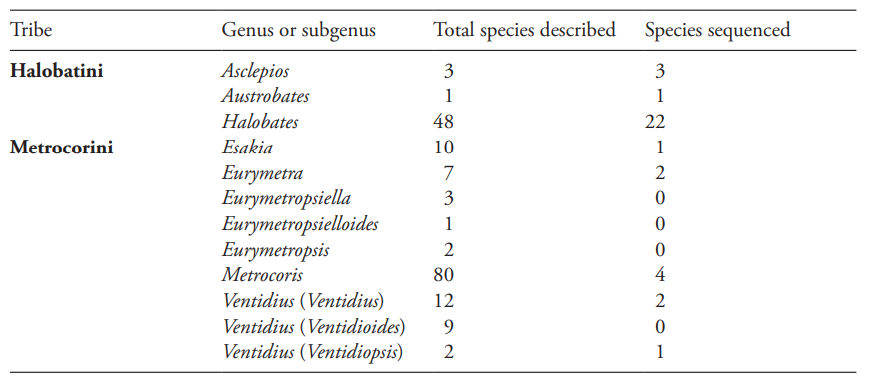 Tribe Genus or subgenus Total species described Species sequenced
Halobatini Asclepios 3 3
Austrobates 1 1
Halobates 48 22
Metrocorini Esakia 10 1
Eurymetra 7 2
Eurymetropsiella 3 0
Eurymetropsielloides 1 0
Eurymetropsis 2 0
Metrocoris 80 4
Ventidius (Ventidius) 12 2
Ventidius (Ventidioides) 9 0
Ventidius (Ventidiopsis) 2 1